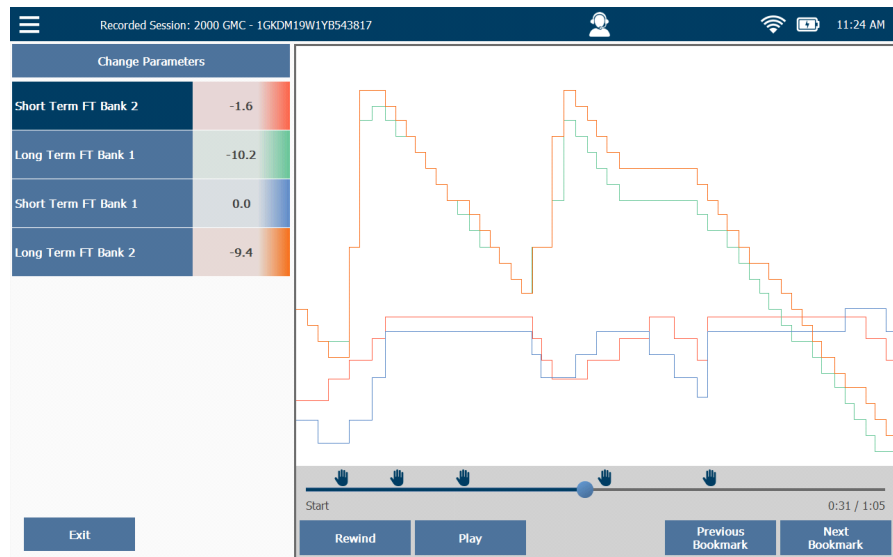 Recorded Session: 2000 GMC - 1GKDM19W1YB543817
11:24 AM
Change Parameters
Short Term FT Bank 2 -1.6
Long Term FT Bank 1 -10.2
Short Term FT Bank 1 0.0
Long Term FT Bank 2 -9.4
Start 0:31 / 1:05
Exit
Rewind
Play
Previous
Bookmark
Next
Bookmark